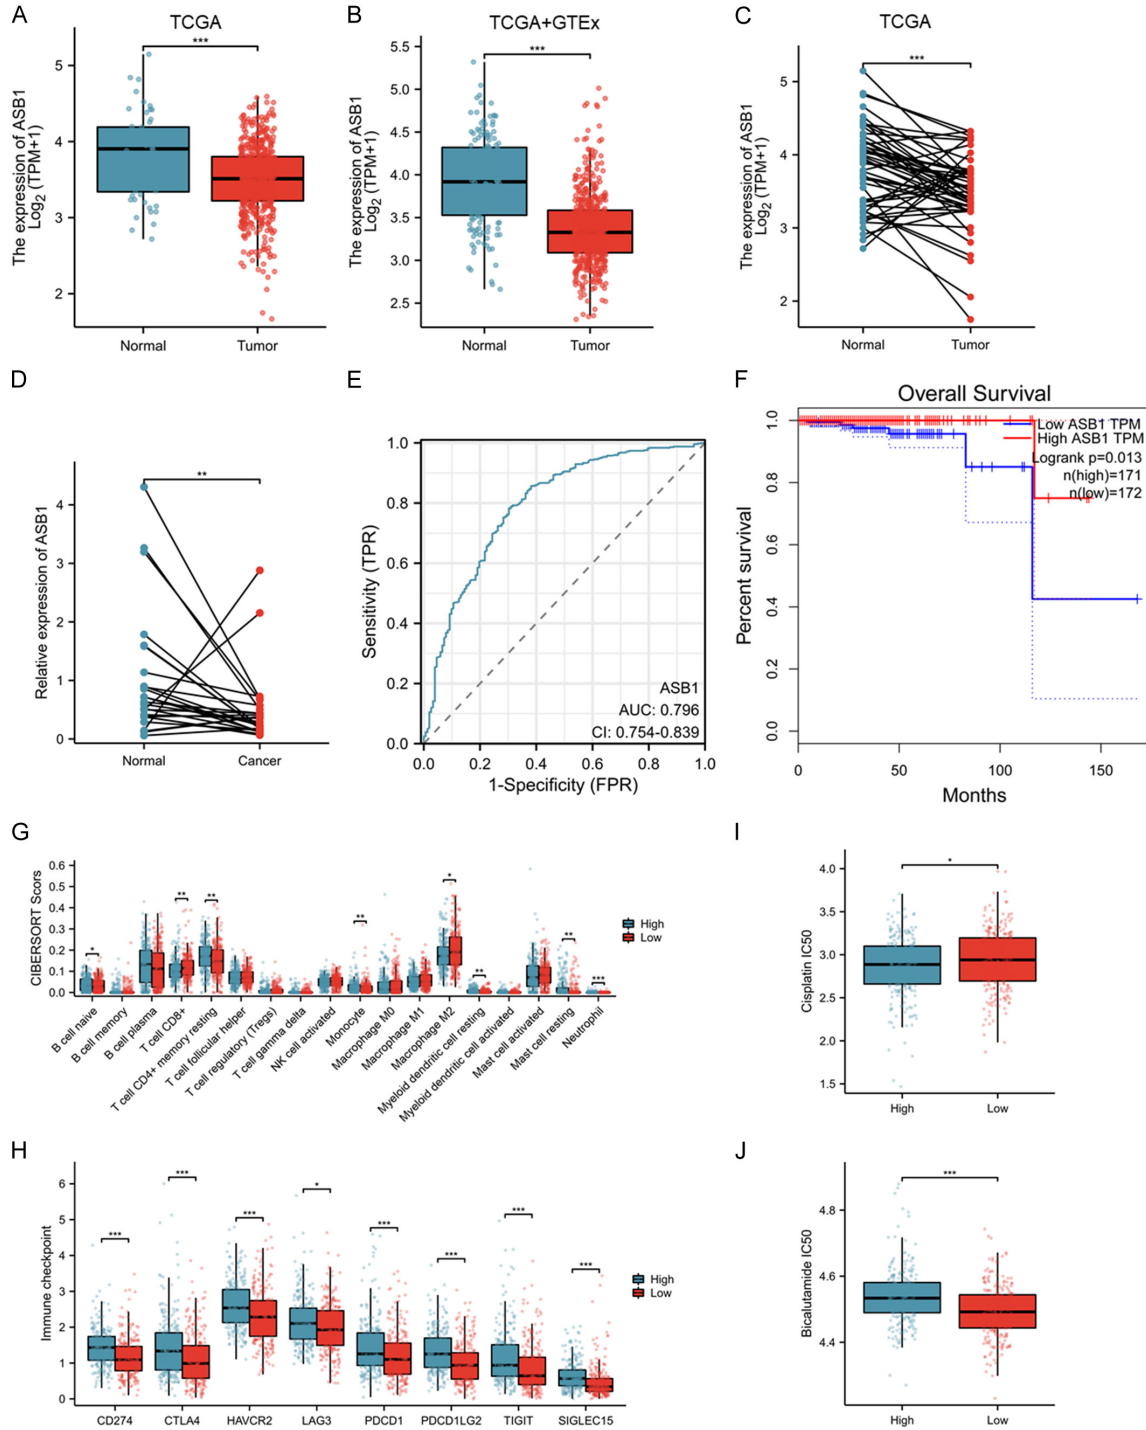 A
TCGA
The expression of ASB1
Log2 (TPM+1)
5
4
3
2
***
Normal
Tumor
B
TCGA+GTEx
The expression of ASB1
Log2 (TPM+1)
5.5
5.0
4.5
4.0
3.5
3.0
2.5
***
Normal
Tumor
C
TCGA
The expression of ASB1
Log2 (TPM+1)
5
4
3
2
***
Normal
Tumor
D
Relative expression of ASB1
4
3
2
1
0
**
Normal
Cancer
E
Sensitivity (TPR)
1.0
0.8
0.6
0.4
0.2
0.0
ASB1
AUC: 0.796
CI: 0.754-0.839
0.0
0.2
0.4
0.6
0.8
1.0
1-Specificity (FPR)
F
Overall Survival
Percent survival
1.0
0.8
0.6
0.4
0.2
0.0
Low ASB1 TPM
High ASB1 TPM
Logrank p=0.013
n(high)=171
n(low)=172
0
50
100
150
Months
G
CIBERSORT Scores
0.6
0.5
0.4
0.3
0.2
0.1
0.0
*
**
**
**
*
**
**
***
High
Low
B cell naive
B cell memory
B cell plasma
T cell CD8+
T cell CD4+ memory resting
T cell follicular helper
T cell regulatory (Tregs)
T cell gamma delta
NK cell activated
Monocyte
Macrophage M0
Macrophage M1
Macrophage M2
Myeloid dendritic cell resting
Myeloid dendritic cell activated
Mast cell activated
Mast cell resting
Neutrophil
H
Immune checkpoint
6
5
4
3
2
1
0
***
***
***
*
***
***
***
***
High
Low
CD274
CTLA4
HAVCR2
LAG3
PDCD1
PDCD1LG2
TIGIT
SIGLEC15
I
Cisplatin IC50
4.0
3.5
3.0
2.5
2.0
1.5
*
High
Low
J
Bicalutamide IC50
4.8
4.6
4.4
***
High
Low